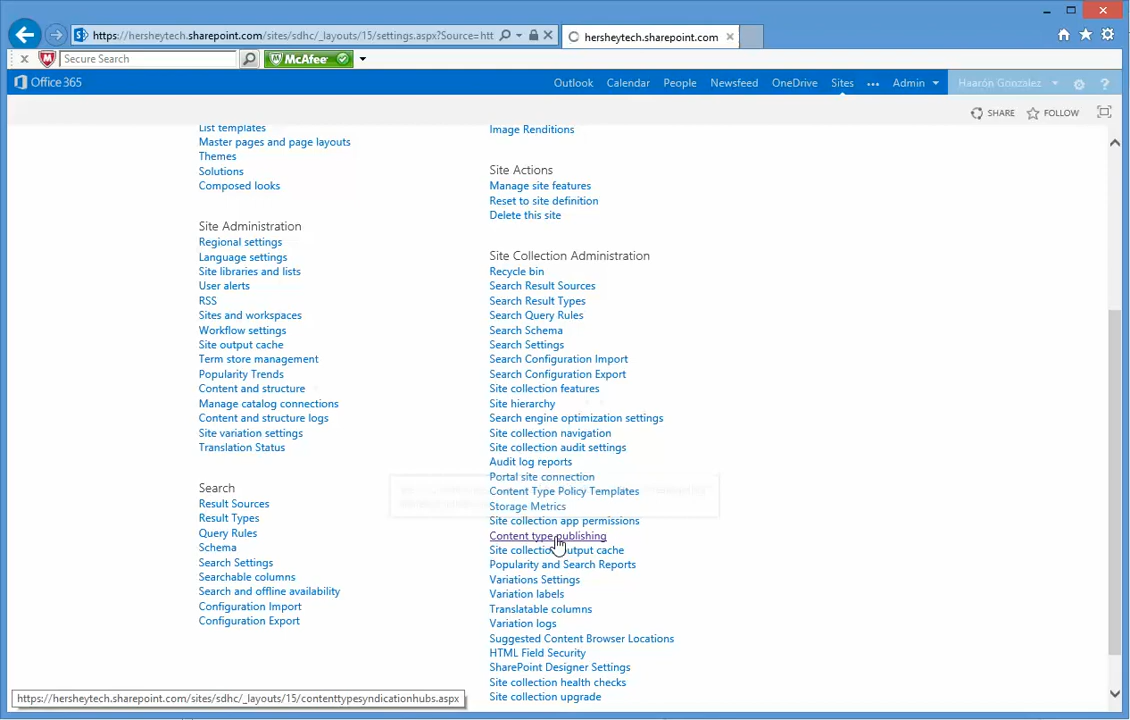 https://hersheytech.sharepoint.com/sites/sdhc/_layouts/15/settings.aspx?Source=htt
hersheytech.sharepoint.com
Secure Search
McAfee
Office 365
Outlook
Calendar
People
Newsfeed
OneDrive
Sites
...
Admin
Haarón Gonzalez
?
SHARE
FOLLOW
List templates
Master pages and page layouts
Themes
Solutions
Composed looks
Site Administration
Regional settings
Language settings
Site libraries and lists
User alerts
RSS
Sites and workspaces
Workflow settings
Site output cache
Term store management
Popularity Trends
Content and structure
Manage catalog connections
Content and structure logs
Site variation settings
Translation Status
Search
Result Sources
Result Types
Query Rules
Schema
Search Settings
Searchable columns
Search and offline availability
Configuration Import
Configuration Export
Image Renditions
Site Actions
Manage site features
Reset to site definition
Delete this site
Site Collection Administration
Recycle bin
Search Result Sources
Search Result Types
Search Query Rules
Search Schema
Search Settings
Search Configuration Import
Search Configuration Export
Site collection features
Site hierarchy
Search engine optimization settings
Site collection navigation
Site collection audit settings
Audit log reports
Portal site connection
Content Type Policy Templates
Storage Metrics
Site collection app permissions
Content type publishing
Site collection output cache
Popularity and Search Reports
Variations Settings
Variation labels
Translatable columns
Variation logs
Suggested Content Browser Locations
HTML Field Security
SharePoint Designer Settings
Site collection health checks
Site collection upgrade
https://hersheytech.sharepoint.com/sites/sdhc/_layouts/15/contenttypesyndicationhubs.aspx